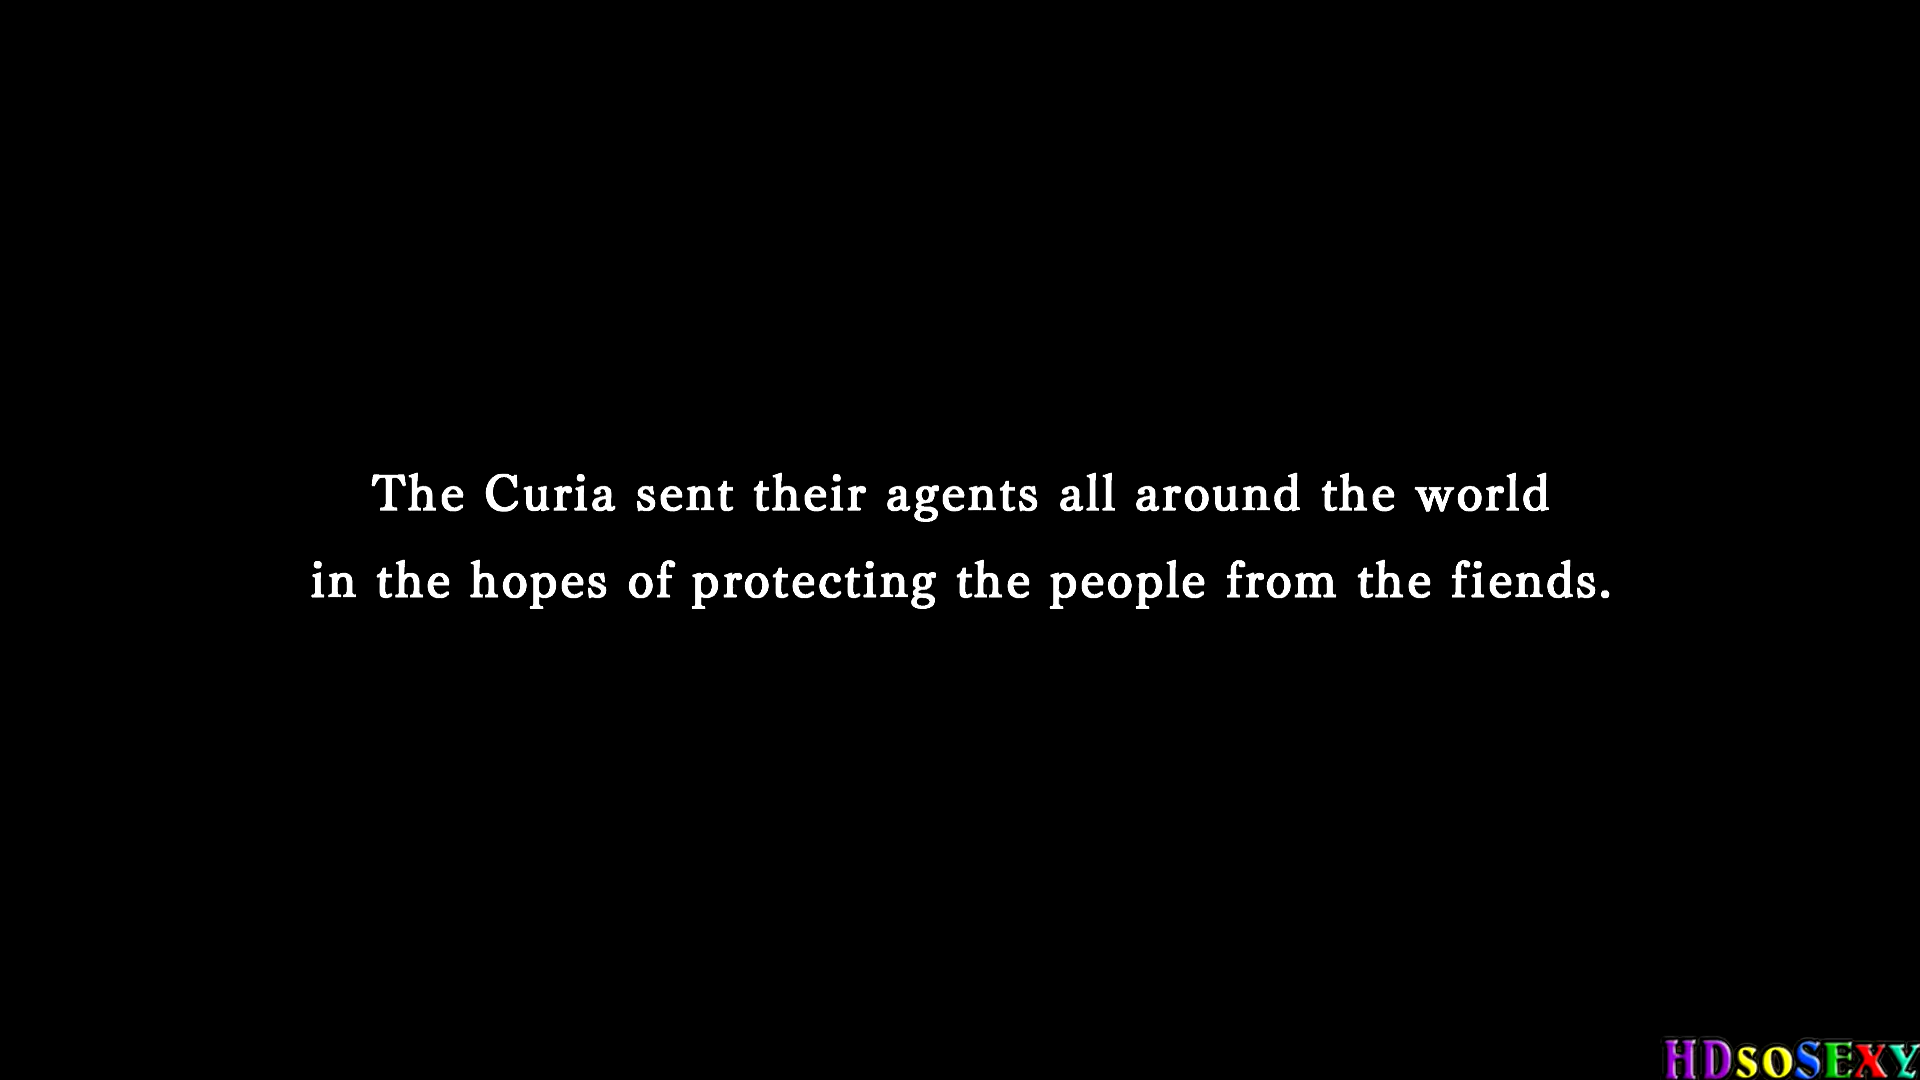 The Curia sent their agents all around the world
in the hopes of protecting the people from the fiends.
HDsoSEXY